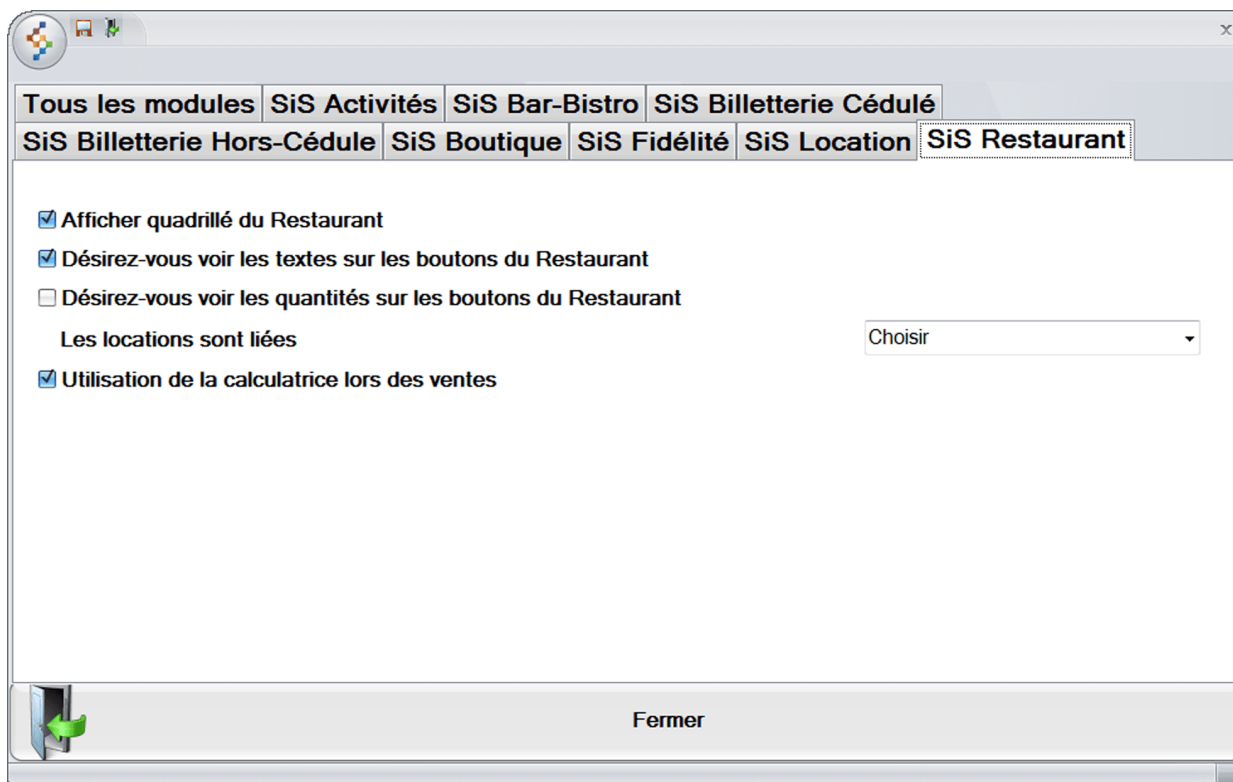 x
Tous les modules SiS Activités SiS Bar-Bistro SiS Billetterie Cédulé
SiS Billetterie Hors-Cédule SiS Boutique SiS Fidélité SiS Location SiS Restaurant
Afficher quadrillé du Restaurant
Désirez-vous voir les textes sur les boutons du Restaurant
Désirez-vous voir les quantités sur les boutons du Restaurant
Les locations sont liées Choisir
Utilisation de la calculatrice lors des ventes
Fermer